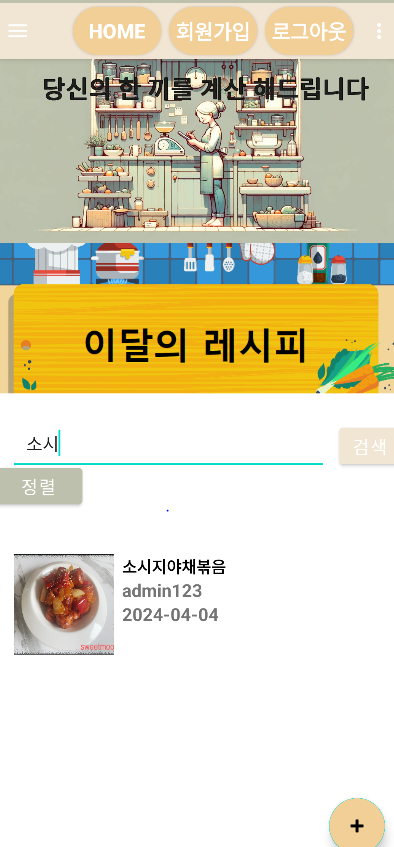 HOME 회원가입 로그아웃
당신의 한 끼를 계산 해드립니다
이달의 레시피
소시
검색
정렬
소시지야채볶음
admin123
2024-04-04
+